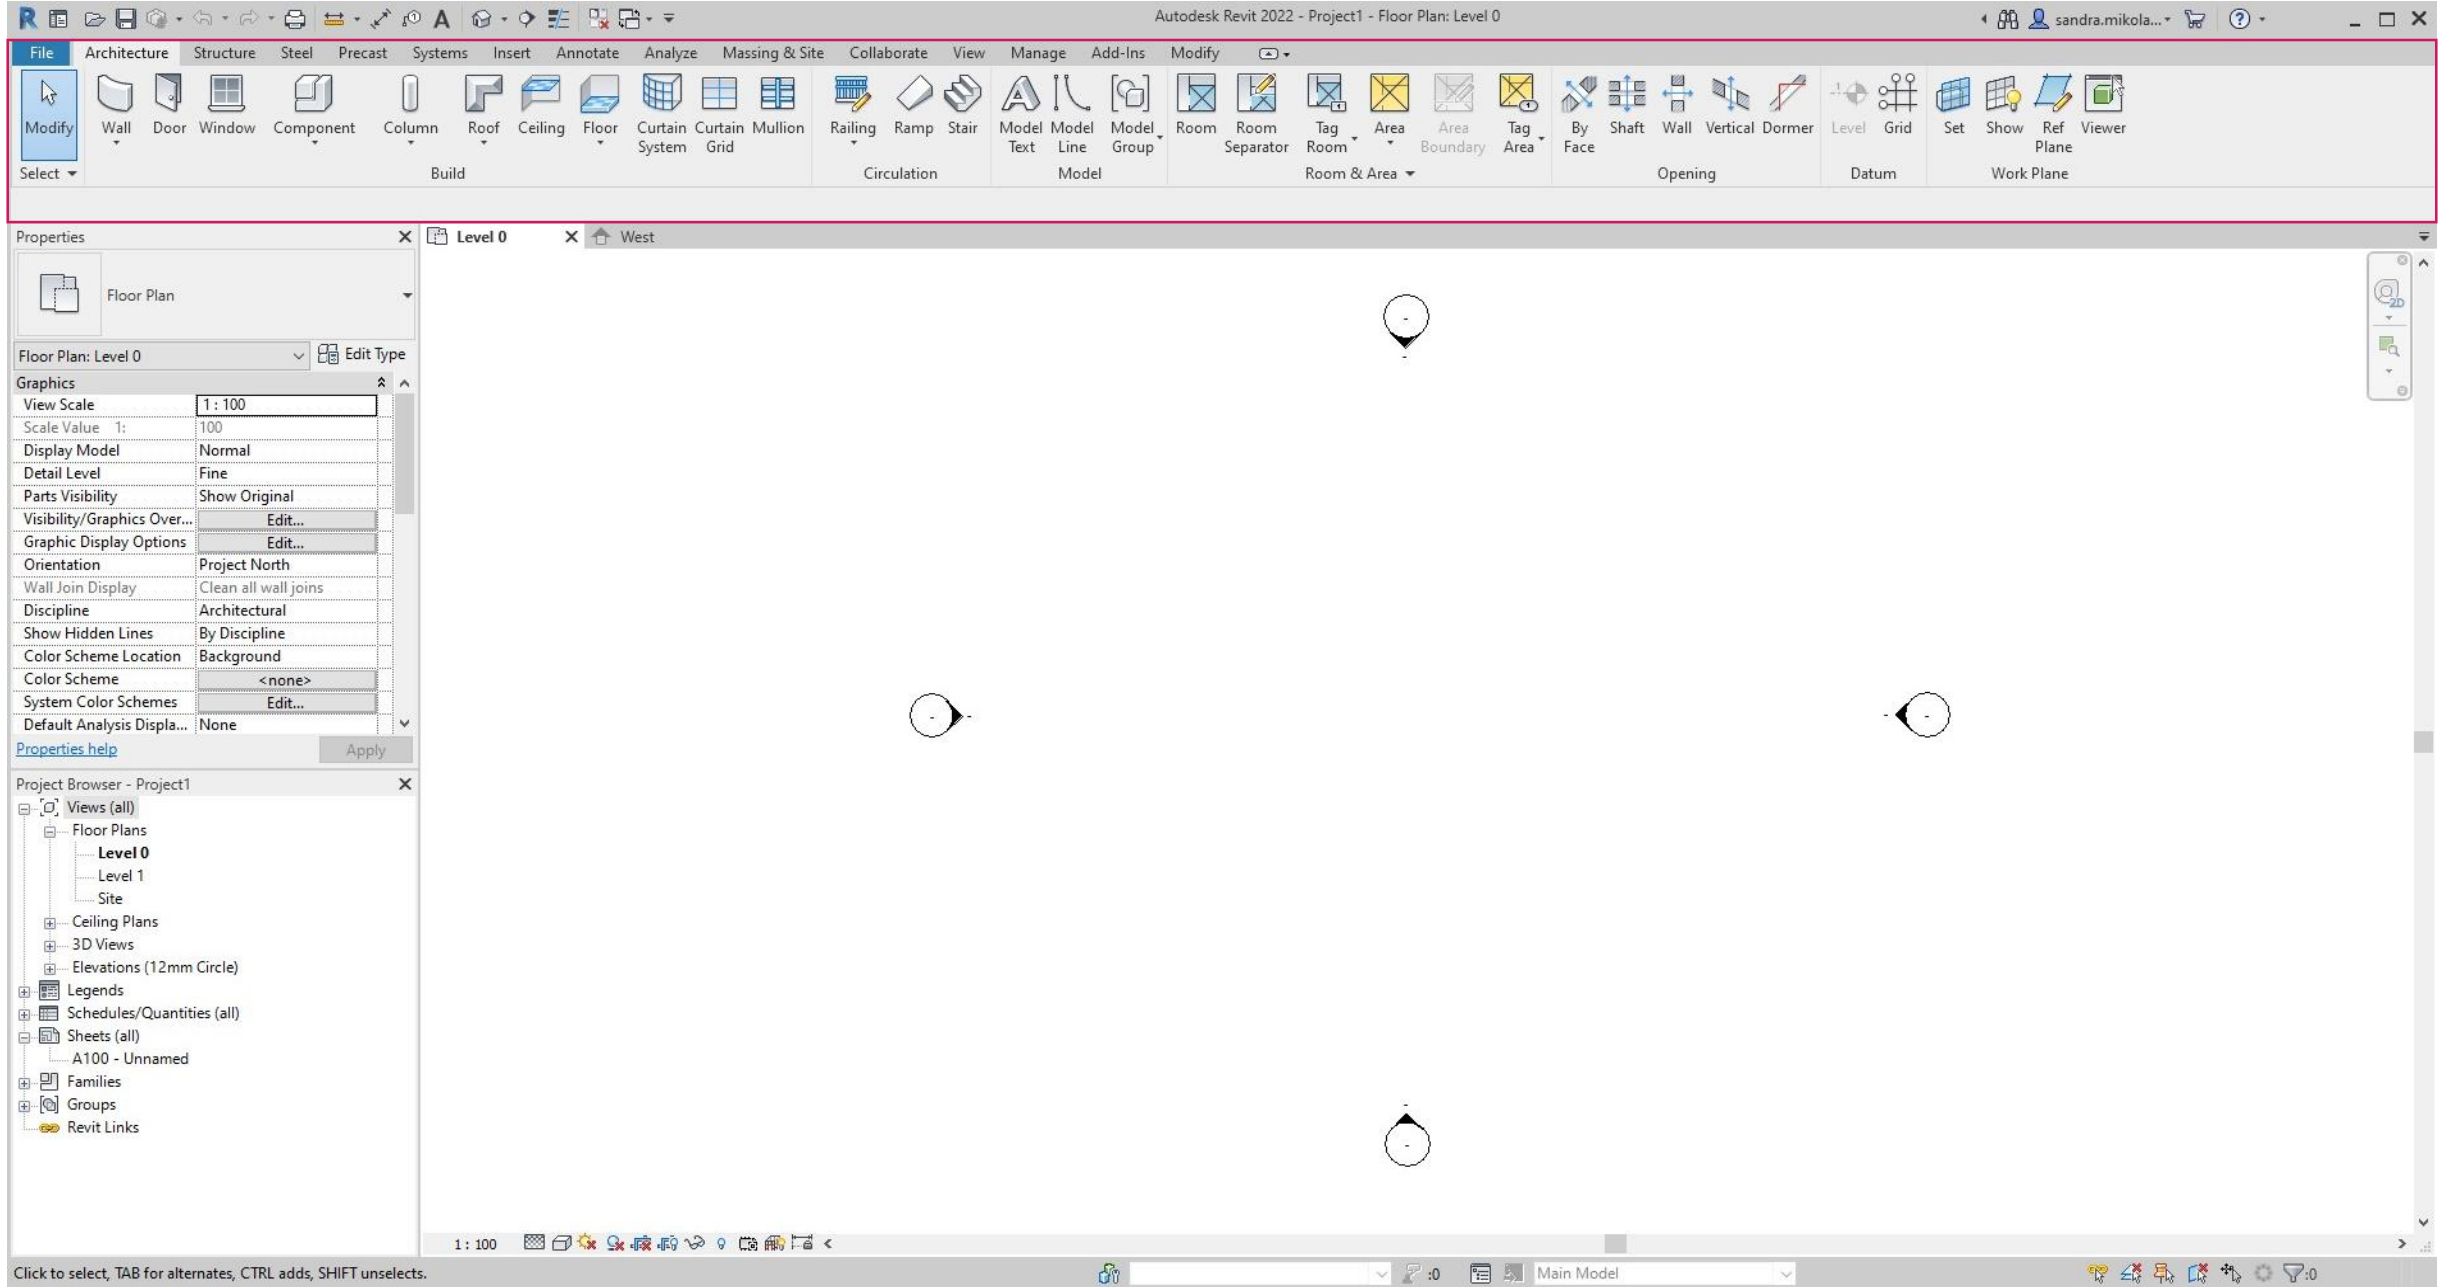 Autodesk Revit 2022 - Project1 - Floor Plan: Level 0
sandra.mikola...
File Architecture Structure Steel Precast Systems Insert Annotate Analyze Massing & Site Collaborate View Manage Add-Ins Modify
Modify Wall Door Window Component Column Roof Ceiling Floor Curtain System Curtain Grid Mullion Railing Ramp Stair Model Text Model Line Model Group Room Room Separator Tag Room Area Area Boundary Tag Area By Face Shaft Wall Vertical Dormer Level Grid Set Show Ref Plane Viewer
Select Build Circulation Model Room & Area Opening Datum Work Plane
Properties
Level 0
West
Floor Plan
Floor Plan: Level 0 Edit Type
Graphics
View Scale 1 : 100
Scale Value 1: 100
Display Model Normal
Detail Level Fine
Parts Visibility Show Original
Visibility/Graphics Over... Edit...
Graphic Display Options Edit...
Orientation Project North
Wall Join Display Clean all wall joins
Discipline Architectural
Show Hidden Lines By Discipline
Color Scheme Location Background
Color Scheme <none>
System Color Schemes Edit...
Default Analysis Displa... None
Properties help Apply
Project Browser - Project1
Views (all)
Floor Plans
Level 0
Level 1
Site
Ceiling Plans
3D Views
Elevations (12mm Circle)
Legends
Schedules/Quantities (all)
Sheets (all)
A100 - Unnamed
Families
Groups
Revit Links
2D
1 : 100
Click to select, TAB for alternates, CTRL adds, SHIFT unselects.
:0
Main Model
:0